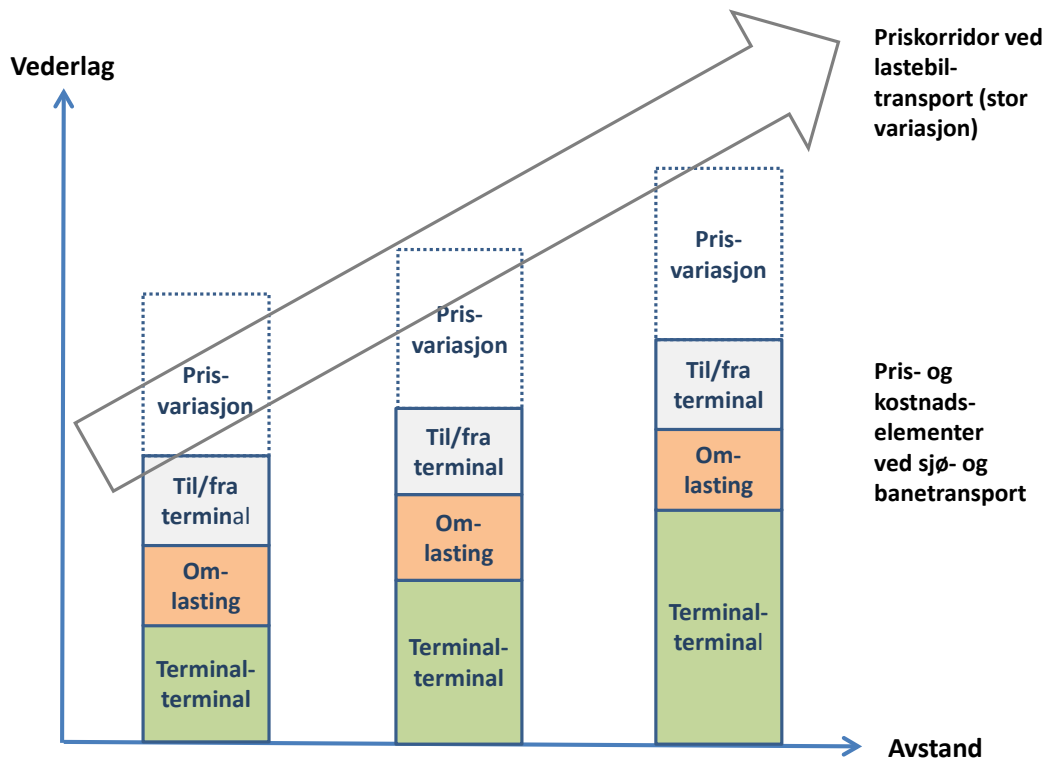 Vederlag
Priskorridor ved
lastebil-
transport (stor
variasjon)
Pris-
variasjon
Til/fra
terminal
Om-
lasting
Terminal-
terminal
Pris-
variasjon
Til/fra
terminal
Om-
lasting
Terminal-
terminal
Pris-
variasjon
Til/fra
terminal
Om-
lasting
Terminal-
terminal
Pris- og
kostnads-
elementer
ved sjø- og
banetransport
Avstand